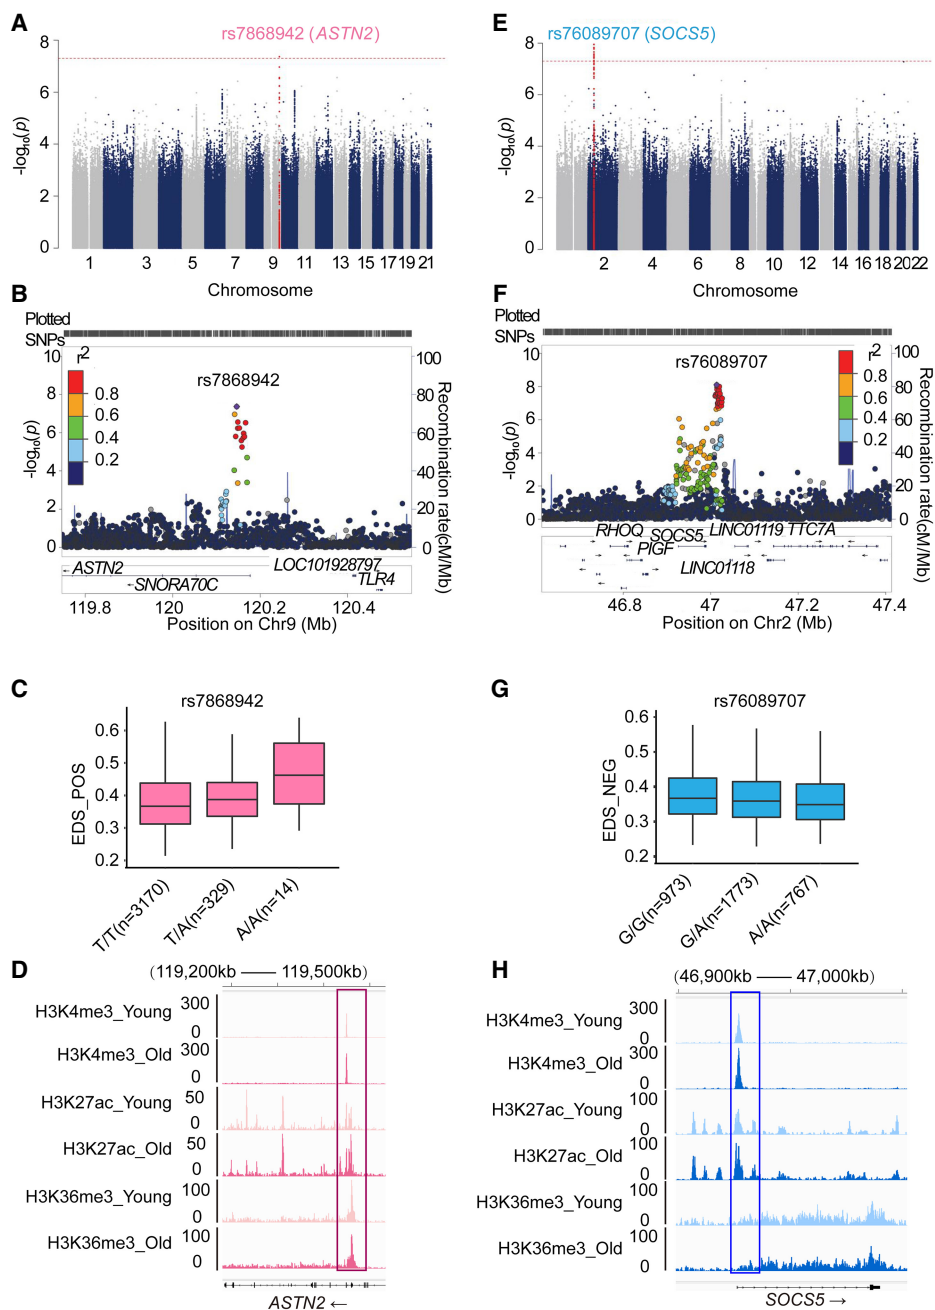 A
rs7868942 (ASTN2)
8
6
4
2
0
-log₁₀(p)
1 3 5 7 9 11 13 15 17 19 21
Chromosome
B
Plotted
SNPs
10
8
6
4
2
0
-log₁₀(p)
r²
0.8
0.6
0.4
0.2
rs7868942
100
80
60
40
20
0
Recombination rate(cM/Mb)
ASTN2
SNORA70C
LOC101928797
TLR4
119.8 120 120.2 120.4
Position on Chr9 (Mb)
C
rs7868942
0.6
0.5
0.4
0.3
0.2
EDS_POS
T/T(n=3170)
T/A(n=329)
A/A(n=14)
D
(119,200kb 119,500kb)
H3K4me3_Young 300
0
H3K4me3_Old 300
0
H3K27ac_Young 50
0
H3K27ac_Old 50
0
H3K36me3_Young 100
0
H3K36me3_Old 100
0
ASTN2 ←
E
rs76089707 (SOCS5)
8
6
4
2
0
-log₁₀(p)
2 4 6 8 10 12 14 16 18 2022
Chromosome
F
Plotted
SNPs
10
8
6
4
2
0
-log₁₀(p)
rs76089707
r²
0.8
0.6
0.4
0.2
100
80
60
40
20
0
Recombination rate(cM/Mb)
RHOQ SOCS5 LINC01119 TTC7A
PIGF
LINC01118
46.8 47 47.2 47.4
Position on Chr2 (Mb)
G
rs76089707
0.6
0.5
0.4
0.3
0.2
EDS_NEG
G/G(n=973)
G/A(n=1773)
A/A(n=767)
H
(46,900kb 47,000kb)
H3K4me3_Young 300
0
H3K4me3_Old 300
0
H3K27ac_Young 100
0
H3K27ac_Old 100
0
H3K36me3_Young 100
0
H3K36me3_Old 100
0
SOCS5 →